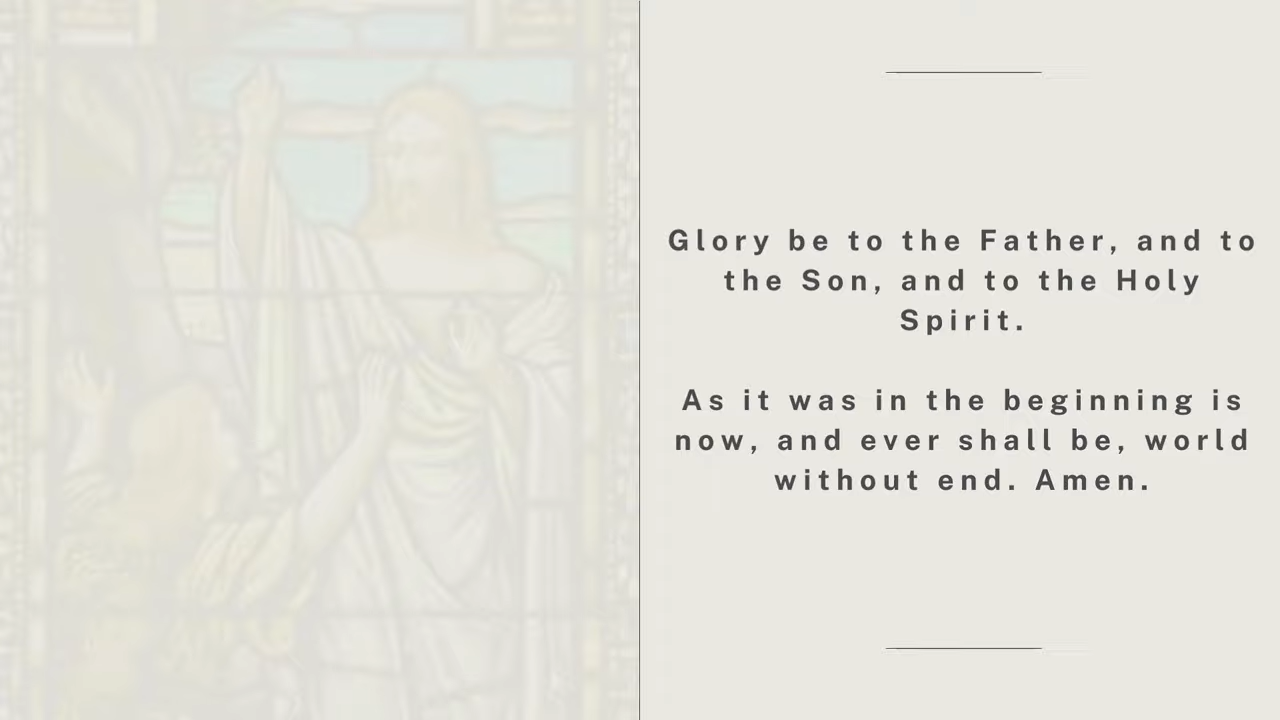 Glory be to the Father, and to
the Son, and to the Holy
Spirit.
As it was in the beginning is
now, and ever shall be, world
without end. Amen.